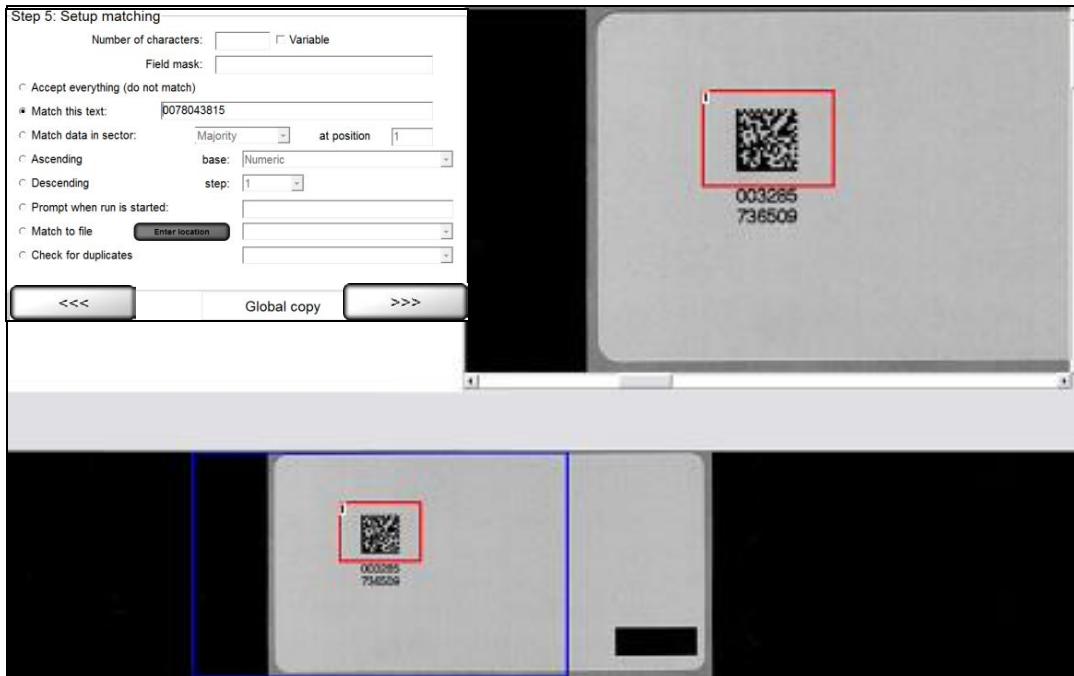 Step 5: Setup matching
Number of characters:
Variable
Field mask:
Accept everything (do not match)
Match this text: 0078043815
Match data in sector: Majority at position 1
Ascending base: Numeric
Descending step: 1
Prompt when run is started:
Match to file Enter location
Check for duplicates
<<< Global copy >>>
1
003285
736509
1
003285
736509